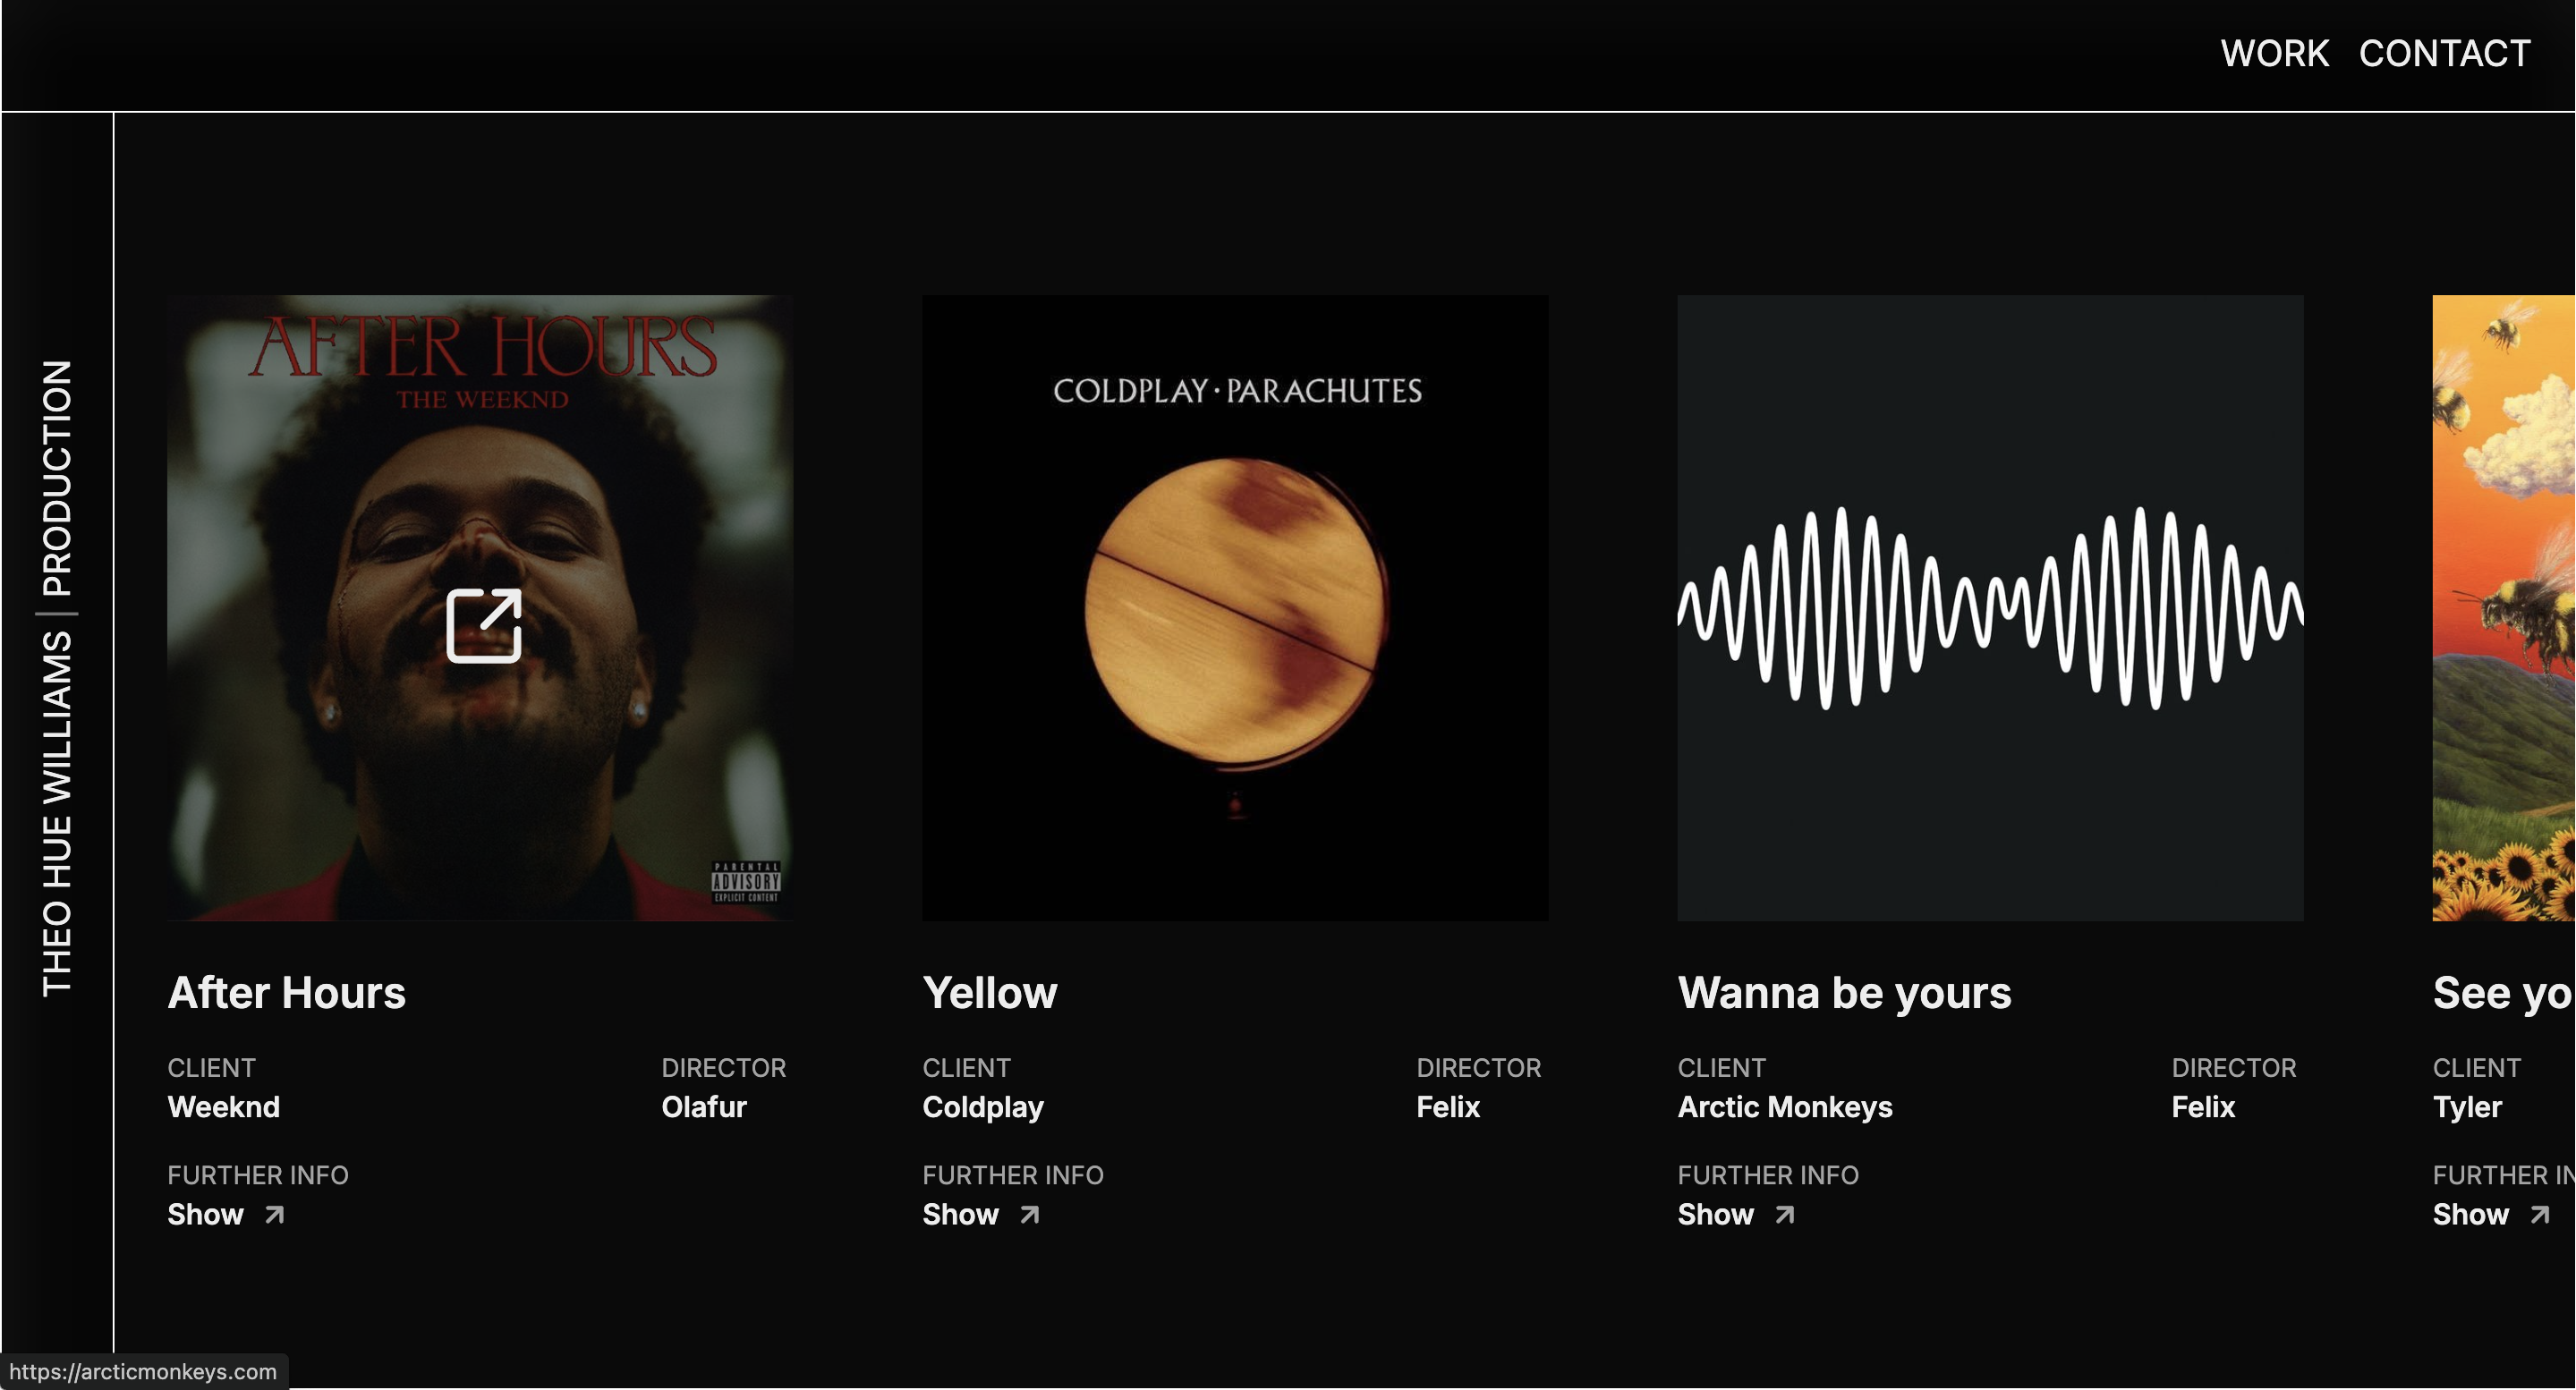 WORK CONTACT
THEO HUE WILLIAMS | PRODUCTION
AFTER HOURS
THE WEEKND
PARENTAL
ADVISORY
EXPLICIT CONTENT
COLDPLAY · PARACHUTES
After Hours
CLIENT DIRECTOR
Weeknd Olafur
FURTHER INFO
Show
Yellow
CLIENT DIRECTOR
Coldplay Felix
FURTHER INFO
Show
Wanna be yours
CLIENT DIRECTOR
Arctic Monkeys Felix
FURTHER INFO
Show
See yo
CLIENT
Tyler
FURTHER IN
Show
https://arcticmonkeys.com